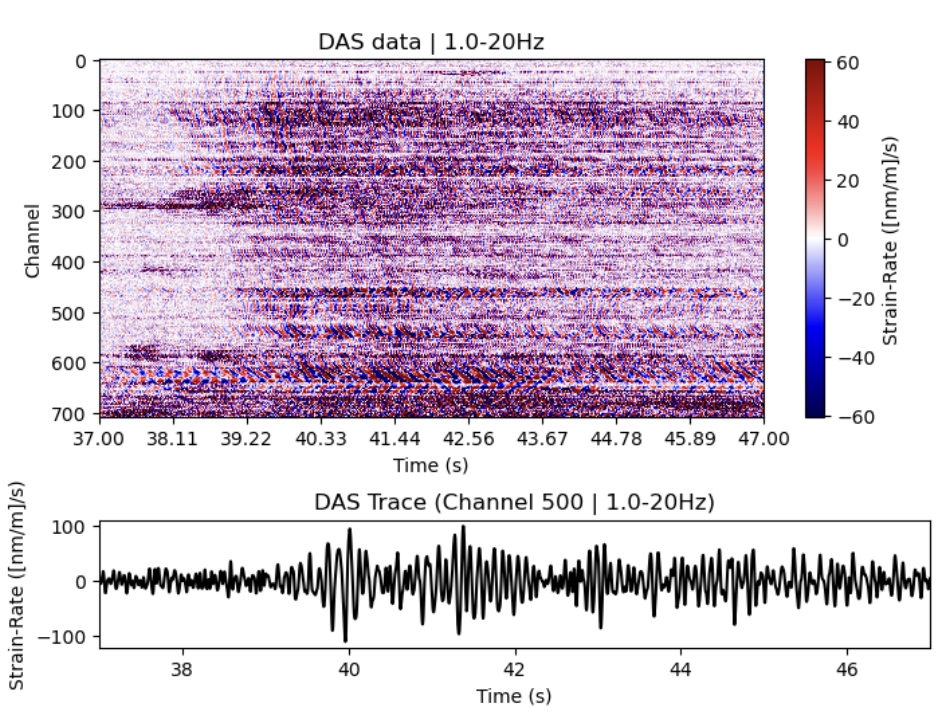 DAS data | 1.0-20Hz
Channel
0
100
200
300
400
500
600
700
37.00 38.11 39.22 40.33 41.44 42.56 43.67 44.78 45.89 47.00
Time (s)
60
40
20
0
−20
−40
−60
Strain-Rate ([nm/m]/s)
DAS Trace (Channel 500 | 1.0-20Hz)
Strain-Rate ([nm/m]/s)
100
0
−100
38 40 42 44 46
Time (s)